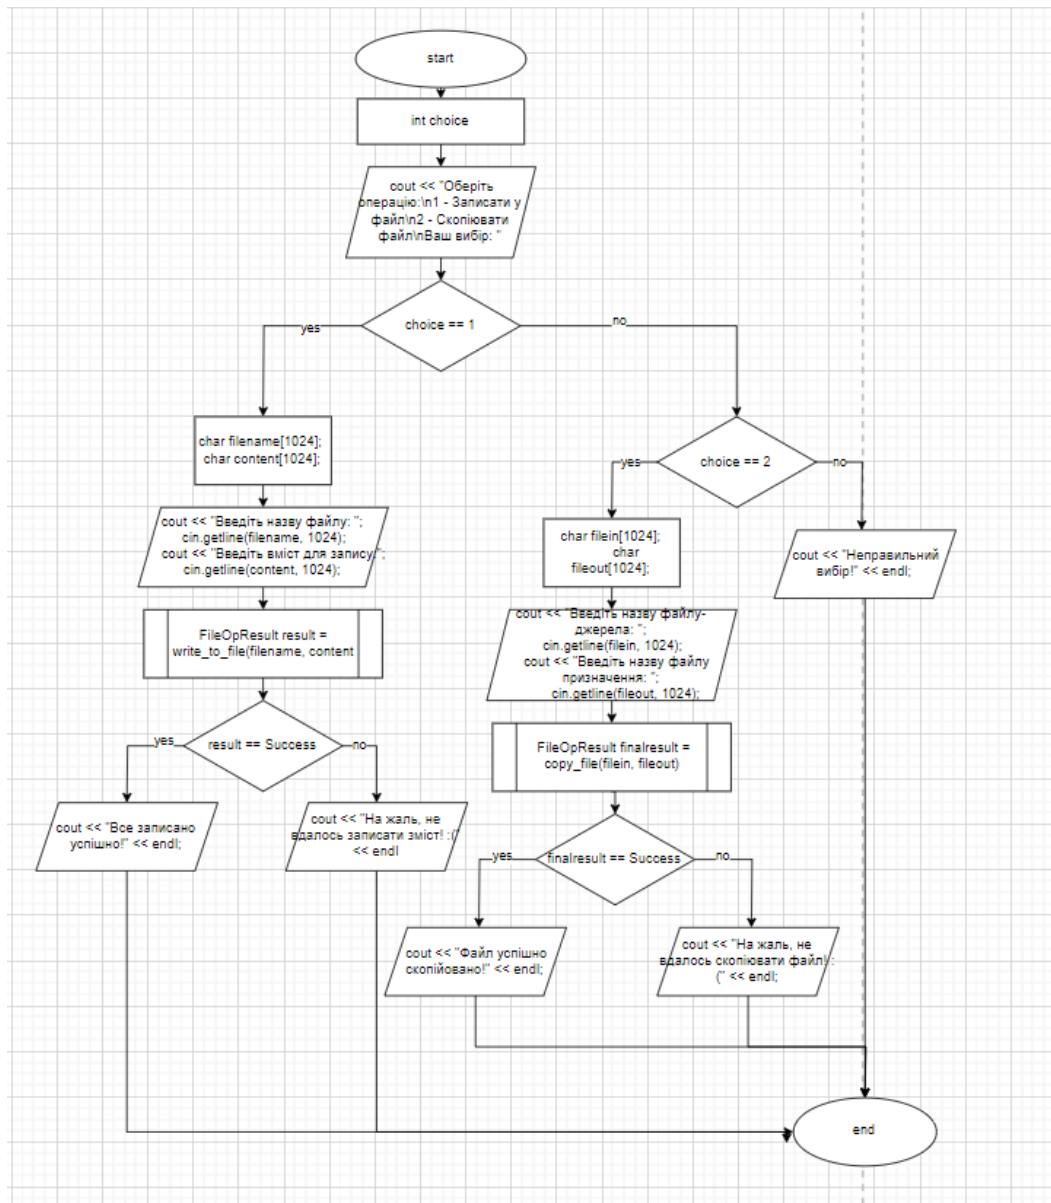 start
int choice
cout << "Оберіть
операцію:\n1 - Записати у
файл\n2 - Скопіювати
файл\nВаш вибір: "
choice == 1
yes
no
char filename[1024];
char content[1024];
choice == 2
yes
no
cout << "Введіть назву файлу: ";
cin.getline(filename, 1024);
cout << "Введіть вміст для запису:";
cin.getline(content, 1024);
char filein[1024];
char
fileout[1024];
cout << "Неправильний
вибір!" << endl;
FileOpResult result =
write_to_file(filename, content
cout << "Введіть назву файлу-
джерела: ";
cin.getline(filein, 1024);
cout << "Введіть назву файлу
призначення: ";
cin.getline(fileout, 1024);
result == Success
yes
no
FileOpResult finalresult =
copy_file(filein, fileout)
cout << "Все записано
успішно!" << endl;
cout << "На жаль, не
вдалось записати зміст! :("
<< endl
finalresult == Success
yes
no
cout << "Файл успішно
скопійовано!" << endl;
cout << "На жаль, не
вдалось скопіювати файл! :
(" << endl;
end